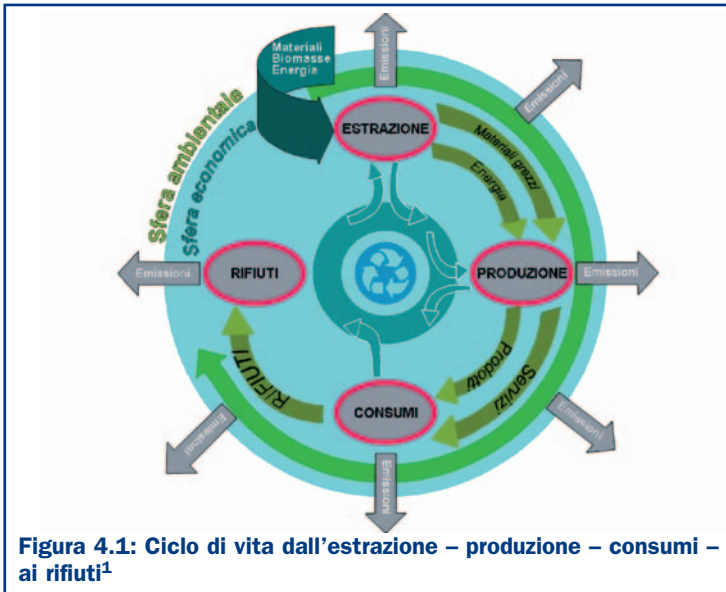 Materiali
Biomasse
Energia
Emissioni
Emissioni
Sfera ambientale
Sfera economica
ESTRAZIONE
Materiali grezzi
Energia
Emissioni
RIFIUTI
PRODUZIONE
Emissioni
RIFIUTI
Prodotti
Servizi
CONSUMI
Emissioni
Emissioni
Emissioni
Figura 4.1: Ciclo di vita dall'estrazione – produzione – consumi –
ai rifiuti¹